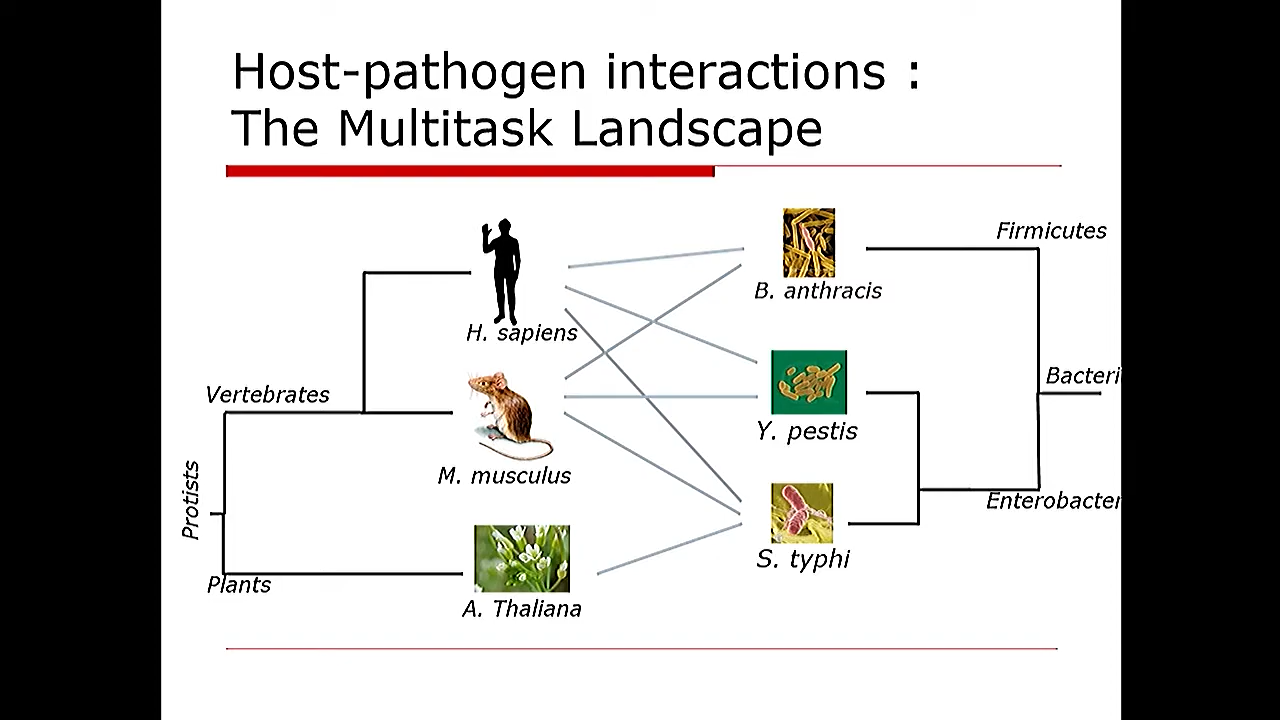 Host-pathogen interactions :
The Multitask Landscape
Firmicutes
B. anthracis
H. sapiens
Bacteri
Vertebrates
Y. pestis
M. musculus
Protists
Enterobacter
S. typhi
Plants
A. Thaliana